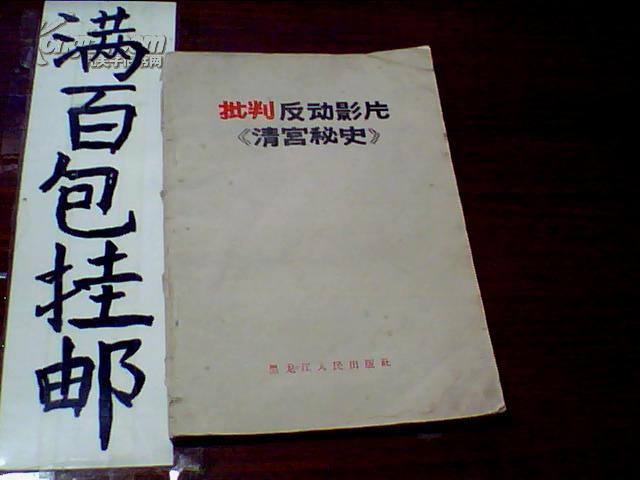 满百包挂邮
批判反动影片
《清宫秘史》
黑龙江人民出版社